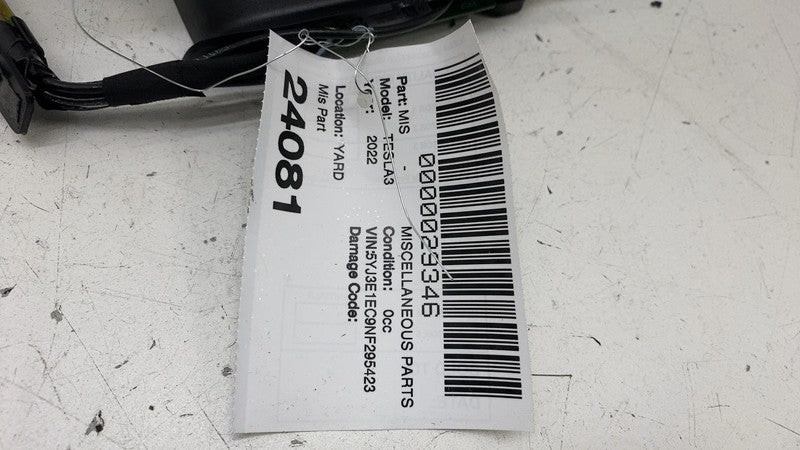 0000029346
Part: MIS - MISCELLANEOUS PARTS
Model: TESLA3 Condition: 0cc
2022 VIN:5YJ3E1EC9NF295423
Damage Code:
Location: YARD
Mis Part
24081